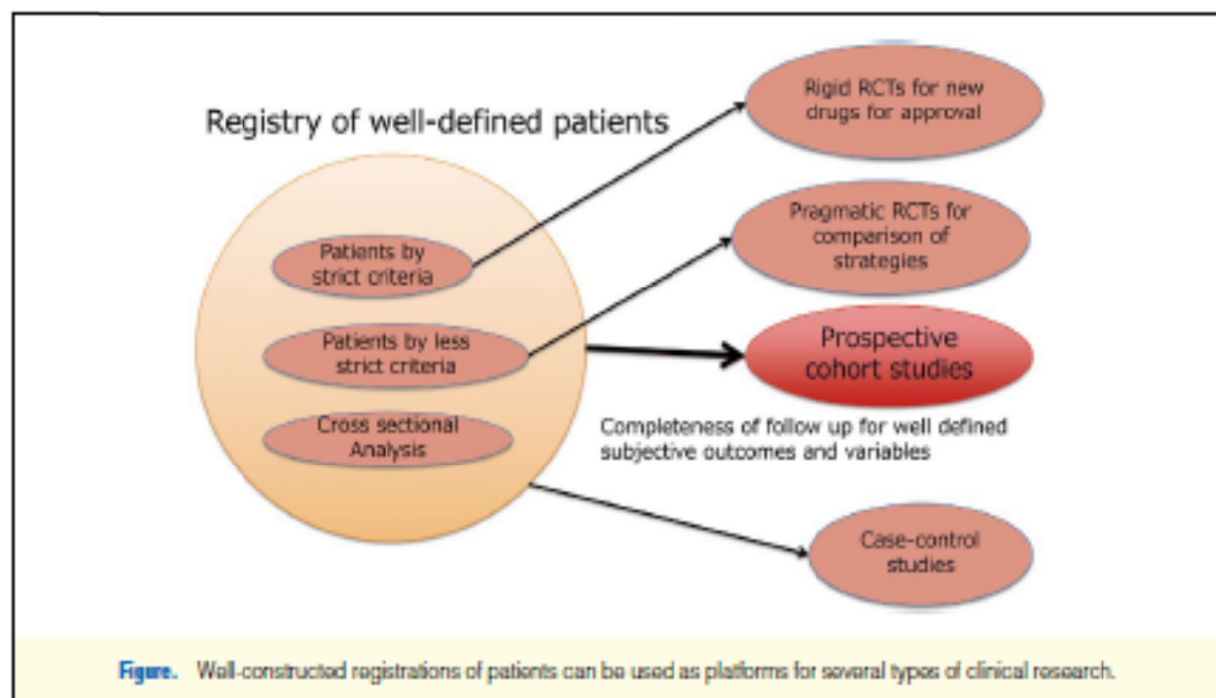 Registry of well-defined patients
Patients by
strict criteria
Patients by less
strict criteria
Cross sectional
Analysis
Rigid RCTs for new
drugs for approval
Pragmatic RCTs for
comparison of
strategies
Prospective
cohort studies
Completeness of follow up for well defined
subjective outcomes and variables
Case-control
studies
Figure. Well-constructed registrations of patients can be used as platforms for several types of clinical research.